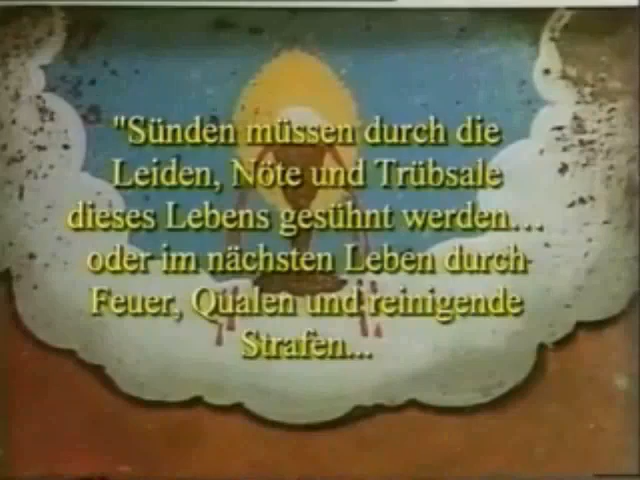 "Sünden müssen durch die
Leiden, Nöte und Trübsale
dieses Lebens gesühnt werden...
oder im nächsten Leben durch
Feuer, Qualen und reinigende
Strafen...